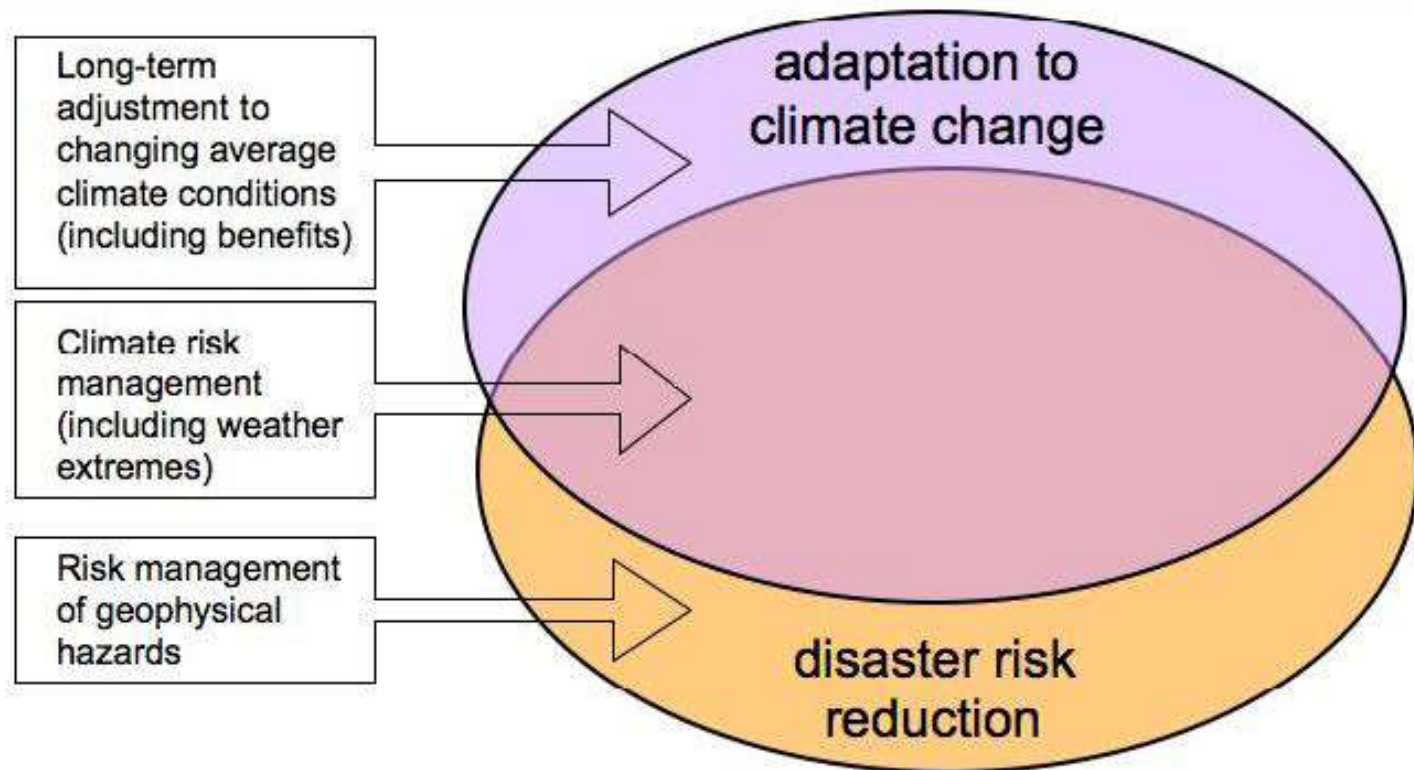 Long-term
adjustment to
changing average
climate conditions
(including benefits)
Climate risk
management
(including weather
extremes)
Risk management
of geophysical
hazards
adaptation to
climate change
disaster risk
reduction